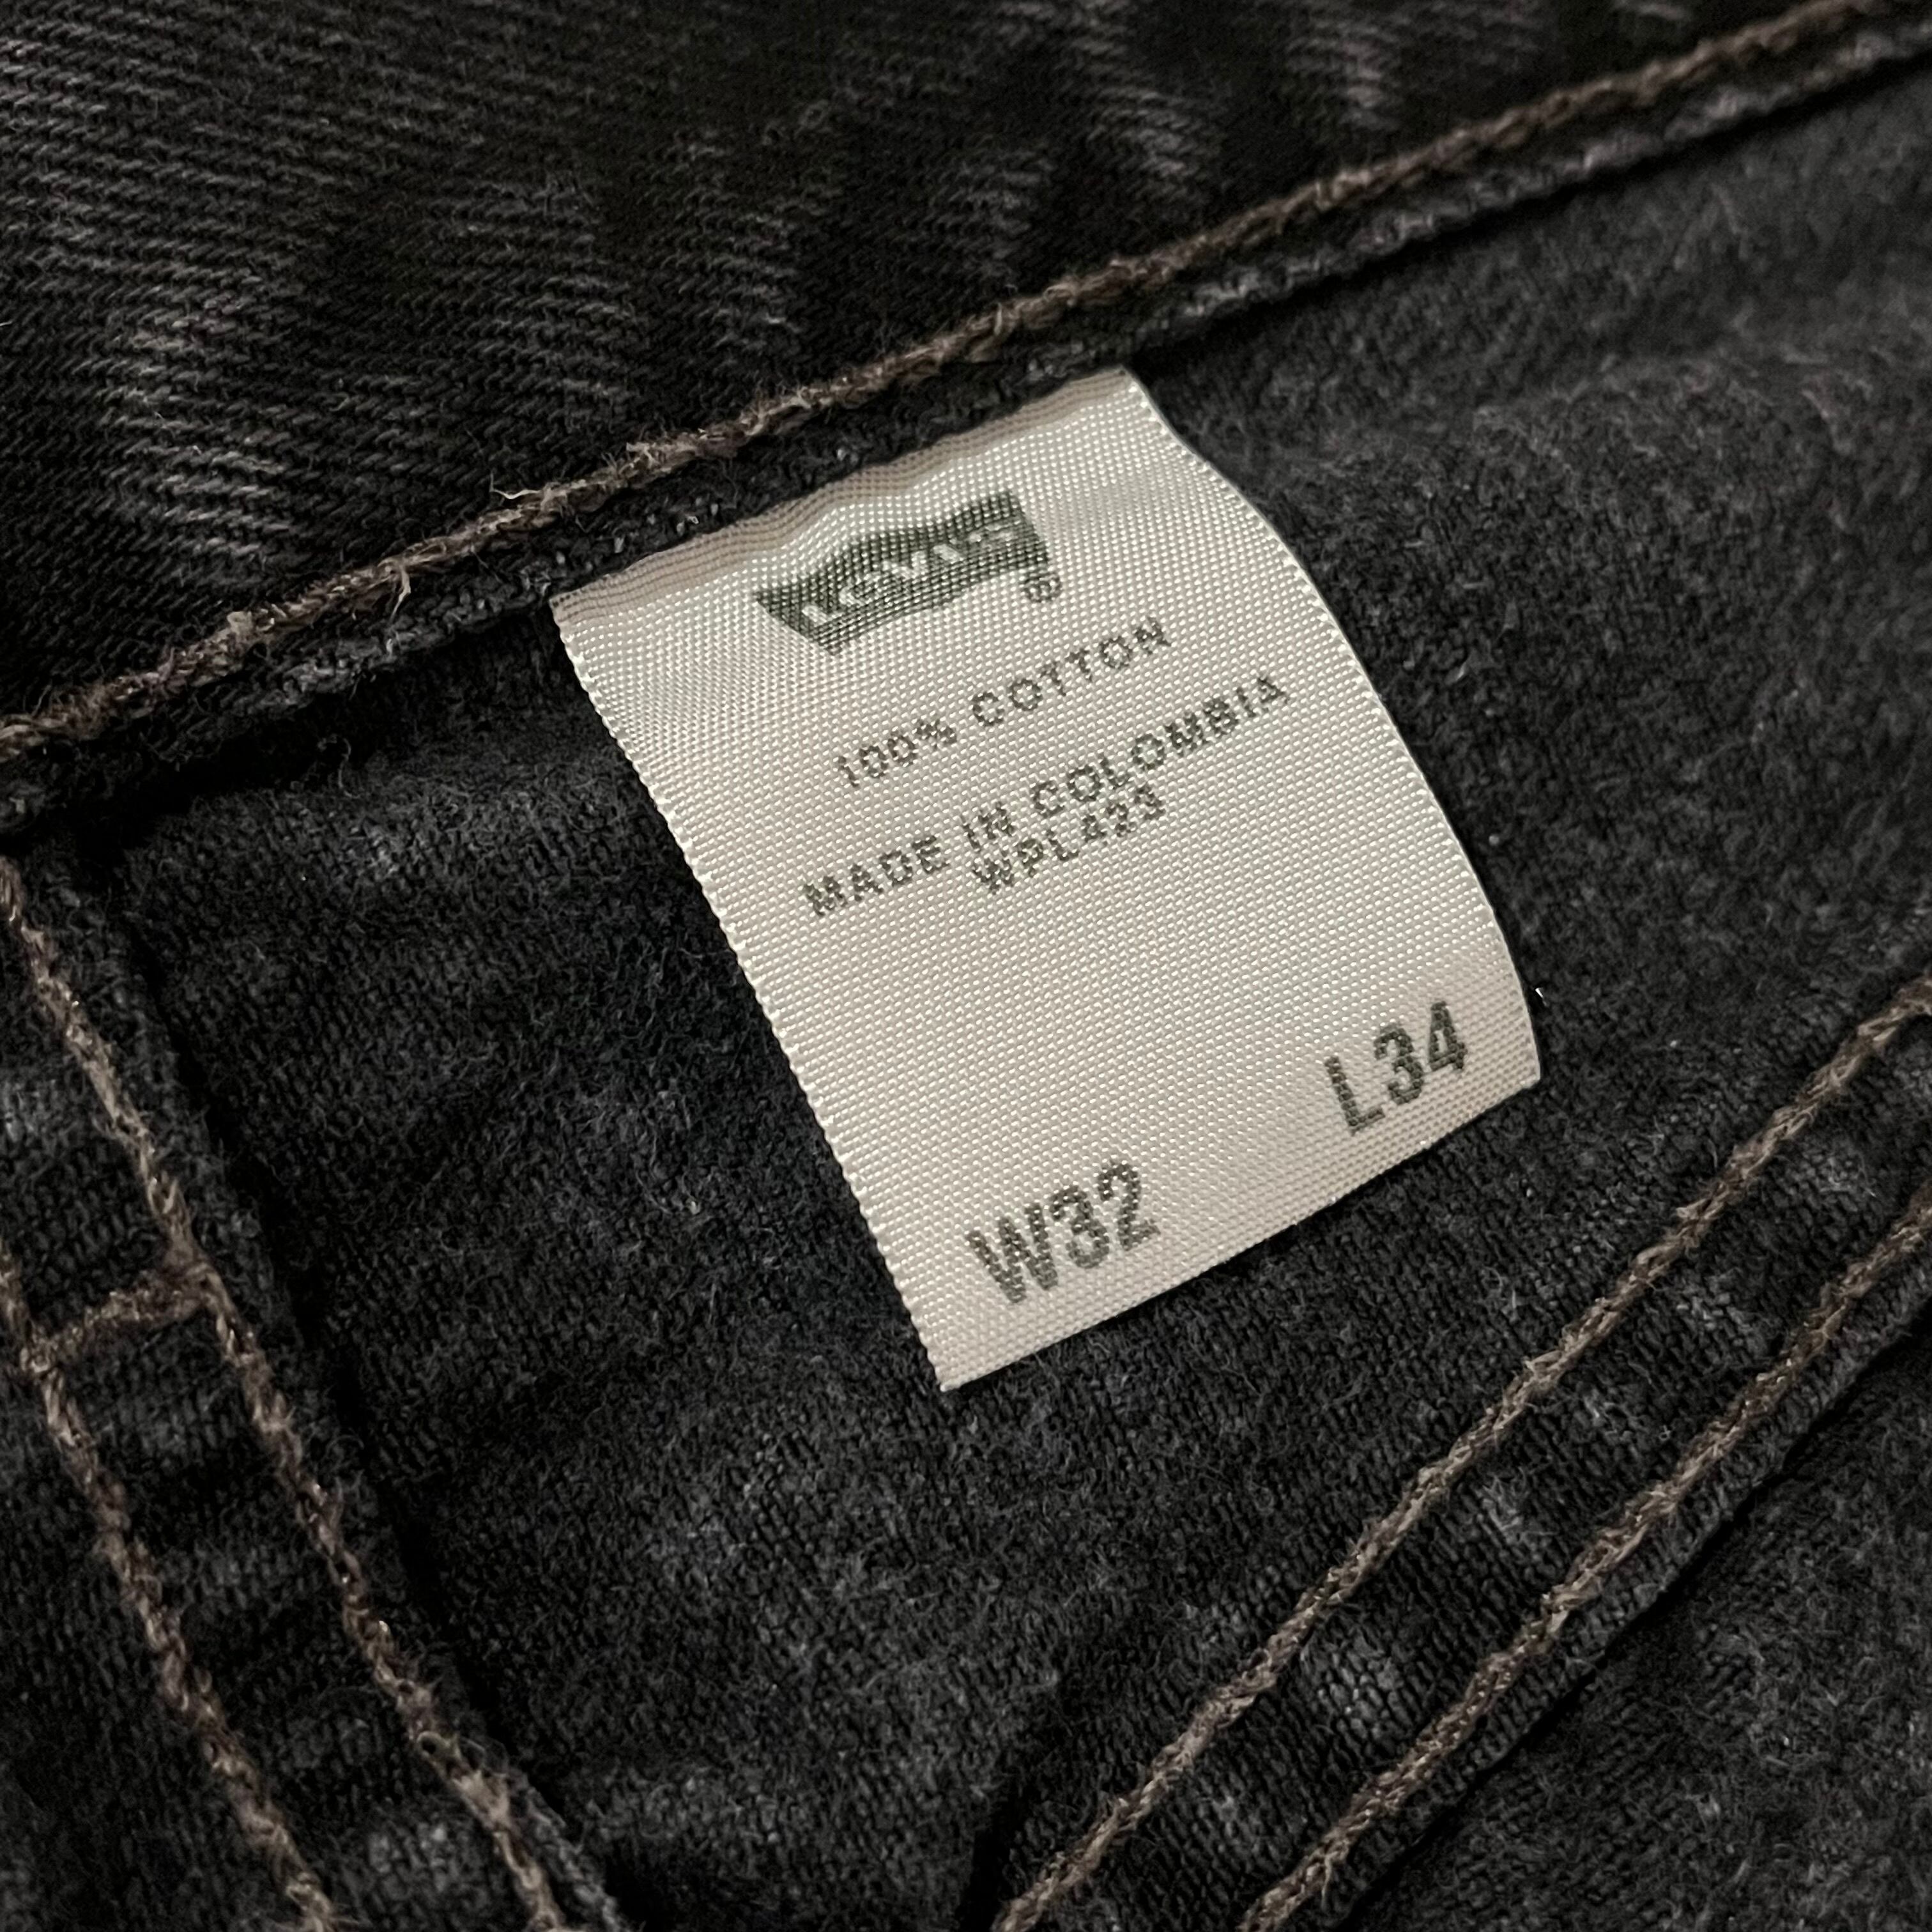 Levi's
®
100% COTTON
MADE IN COLOMBIA
WPL423
W32 L34